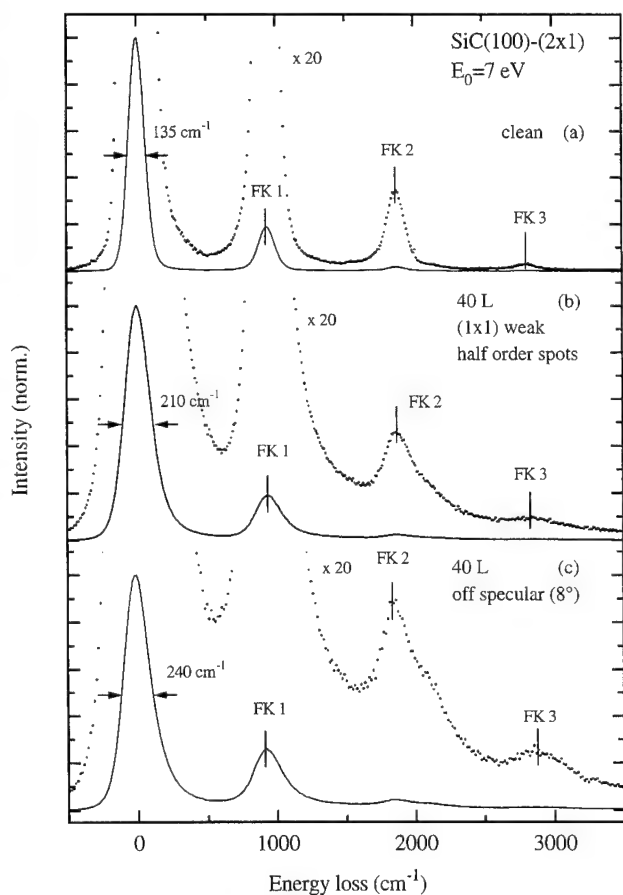 SiC(100)-(2x1)
E₀=7 eV
x 20
135 cm⁻¹
clean (a)
FK 1
FK 2
FK 3
40 L (b)
(1x1) weak
half order spots
x 20
210 cm⁻¹
FK 1
FK 2
FK 3
40 L (c)
off specular (8°)
x 20
240 cm⁻¹
FK 1
FK 2
FK 3
Intensity (norm.)
0 1000 2000 3000
Energy loss (cm⁻¹)